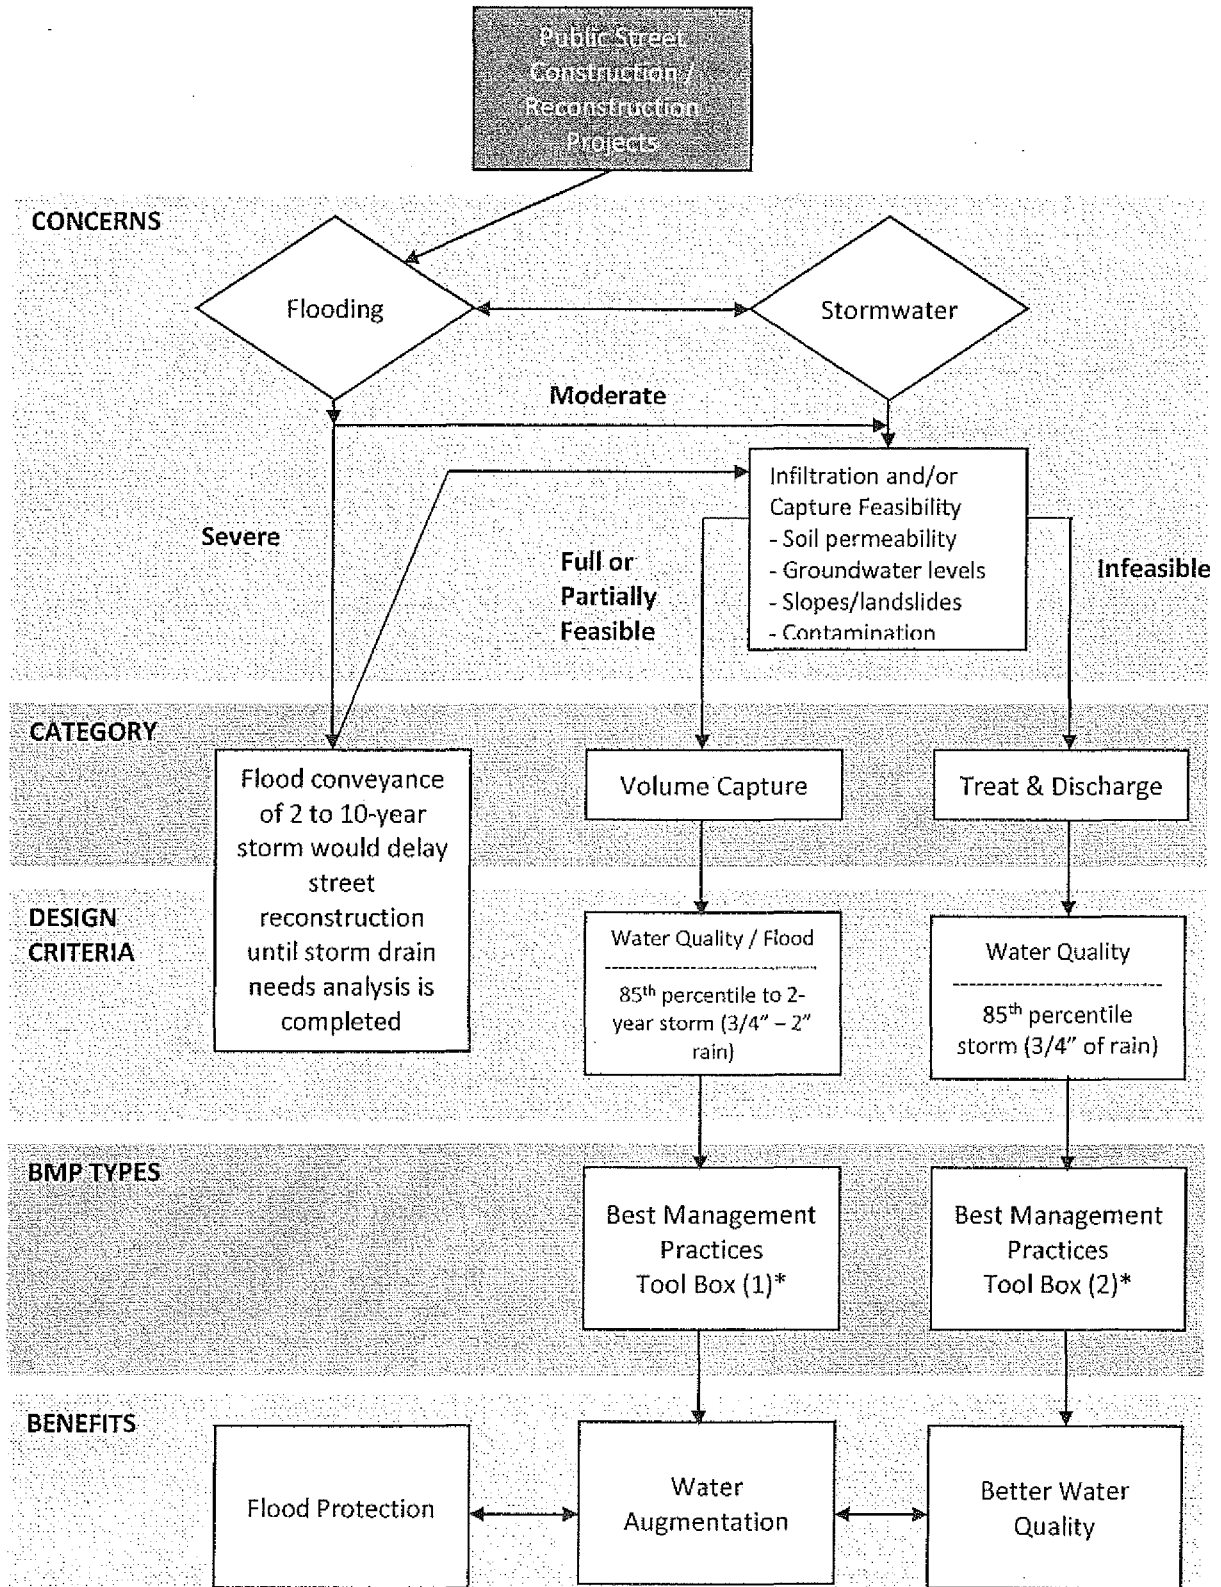 Public Street
Construction /
Reconstruction
Projects
CONCERNS
Flooding
Stormwater
Moderate
Severe
Infiltration and/or
Capture Feasibility
- Soil permeability
- Groundwater levels
- Slopes/landslides
- Contamination
Full or
Partially
Feasible
Infeasible
CATEGORY
Flood conveyance
of 2 to 10-year
storm would delay
street
reconstruction
until storm drain
needs analysis is
completed
Volume Capture
Treat & Discharge
DESIGN
CRITERIA
Water Quality / Flood
85th percentile to 2-
year storm (3/4" – 2"
rain)
Water Quality
85th percentile
storm (3/4" of rain)
BMP TYPES
Best Management
Practices
Tool Box (1)*
Best Management
Practices
Tool Box (2)*
BENEFITS
Flood Protection
Water
Augmentation
Better Water
Quality